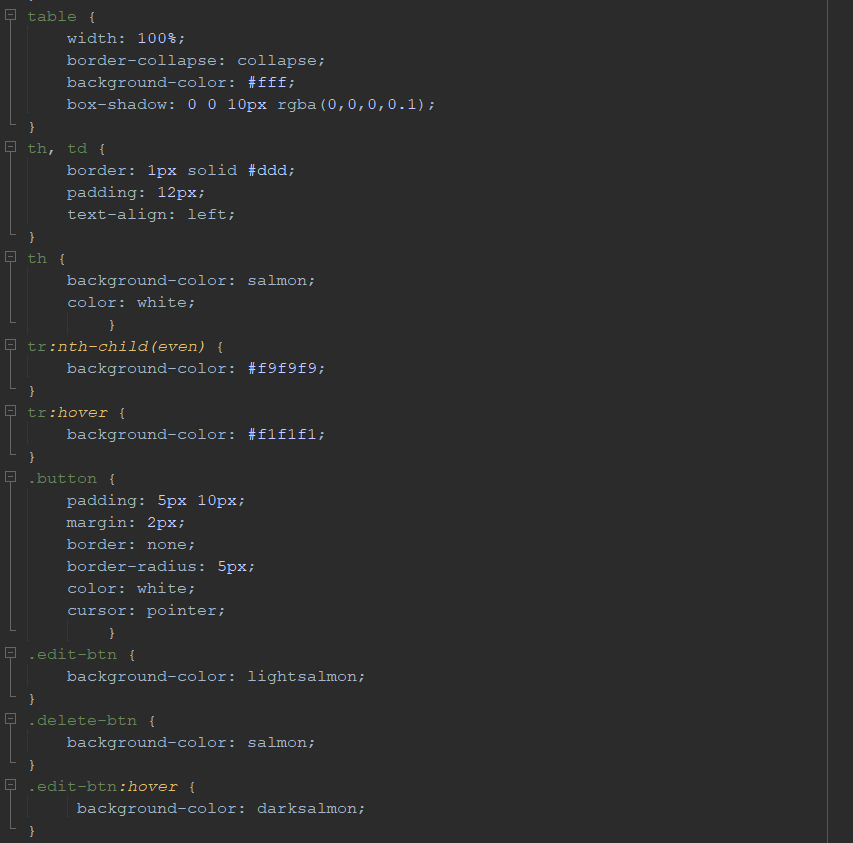 table {
    width: 100%;
    border-collapse: collapse;
    background-color: #fff;
    box-shadow: 0 0 10px rgba(0,0,0,0.1);
}
th, td {
    border: 1px solid #ddd;
    padding: 12px;
    text-align: left;
}
th {
    background-color: salmon;
    color: white;
        }
tr:nth-child(even) {
    background-color: #f9f9f9;
}
tr:hover {
    background-color: #f1f1f1;
}
.button {
    padding: 5px 10px;
    margin: 2px;
    border: none;
    border-radius: 5px;
    color: white;
    cursor: pointer;
        }
.edit-btn {
    background-color: lightsalmon;
}
.delete-btn {
    background-color: salmon;
}
.edit-btn:hover {
     background-color: darksalmon;
}